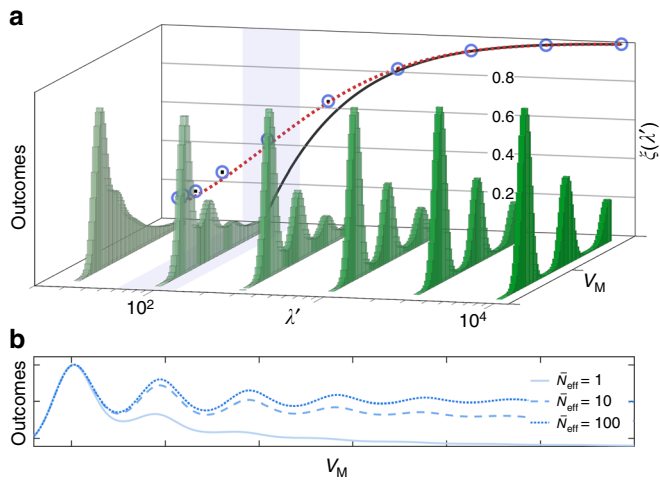 a
Outcomes
0.8
0.6
0.4
0.2
ξ(λ′)
10²
λ′
10⁴
V_M
b
Outcomes
N̄_eff = 1
N̄_eff = 10
N̄_eff = 100
V_M